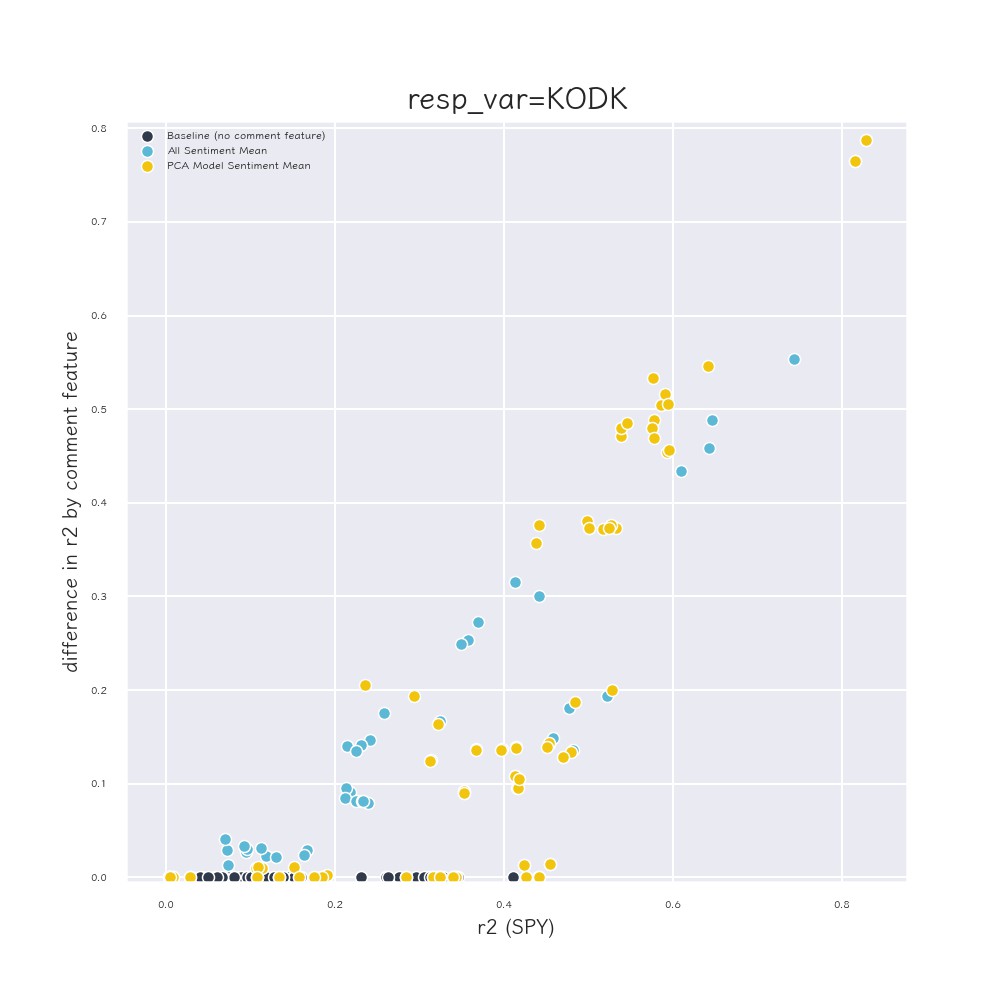 resp_var=KODK
Baseline (no comment feature)
All Sentiment Mean
PCA Model Sentiment Mean
0.8
0.7
0.6
0.5
0.4
0.3
0.2
0.1
0.0
difference in r2 by comment feature
0.0 0.2 0.4 0.6 0.8
r2 (SPY)